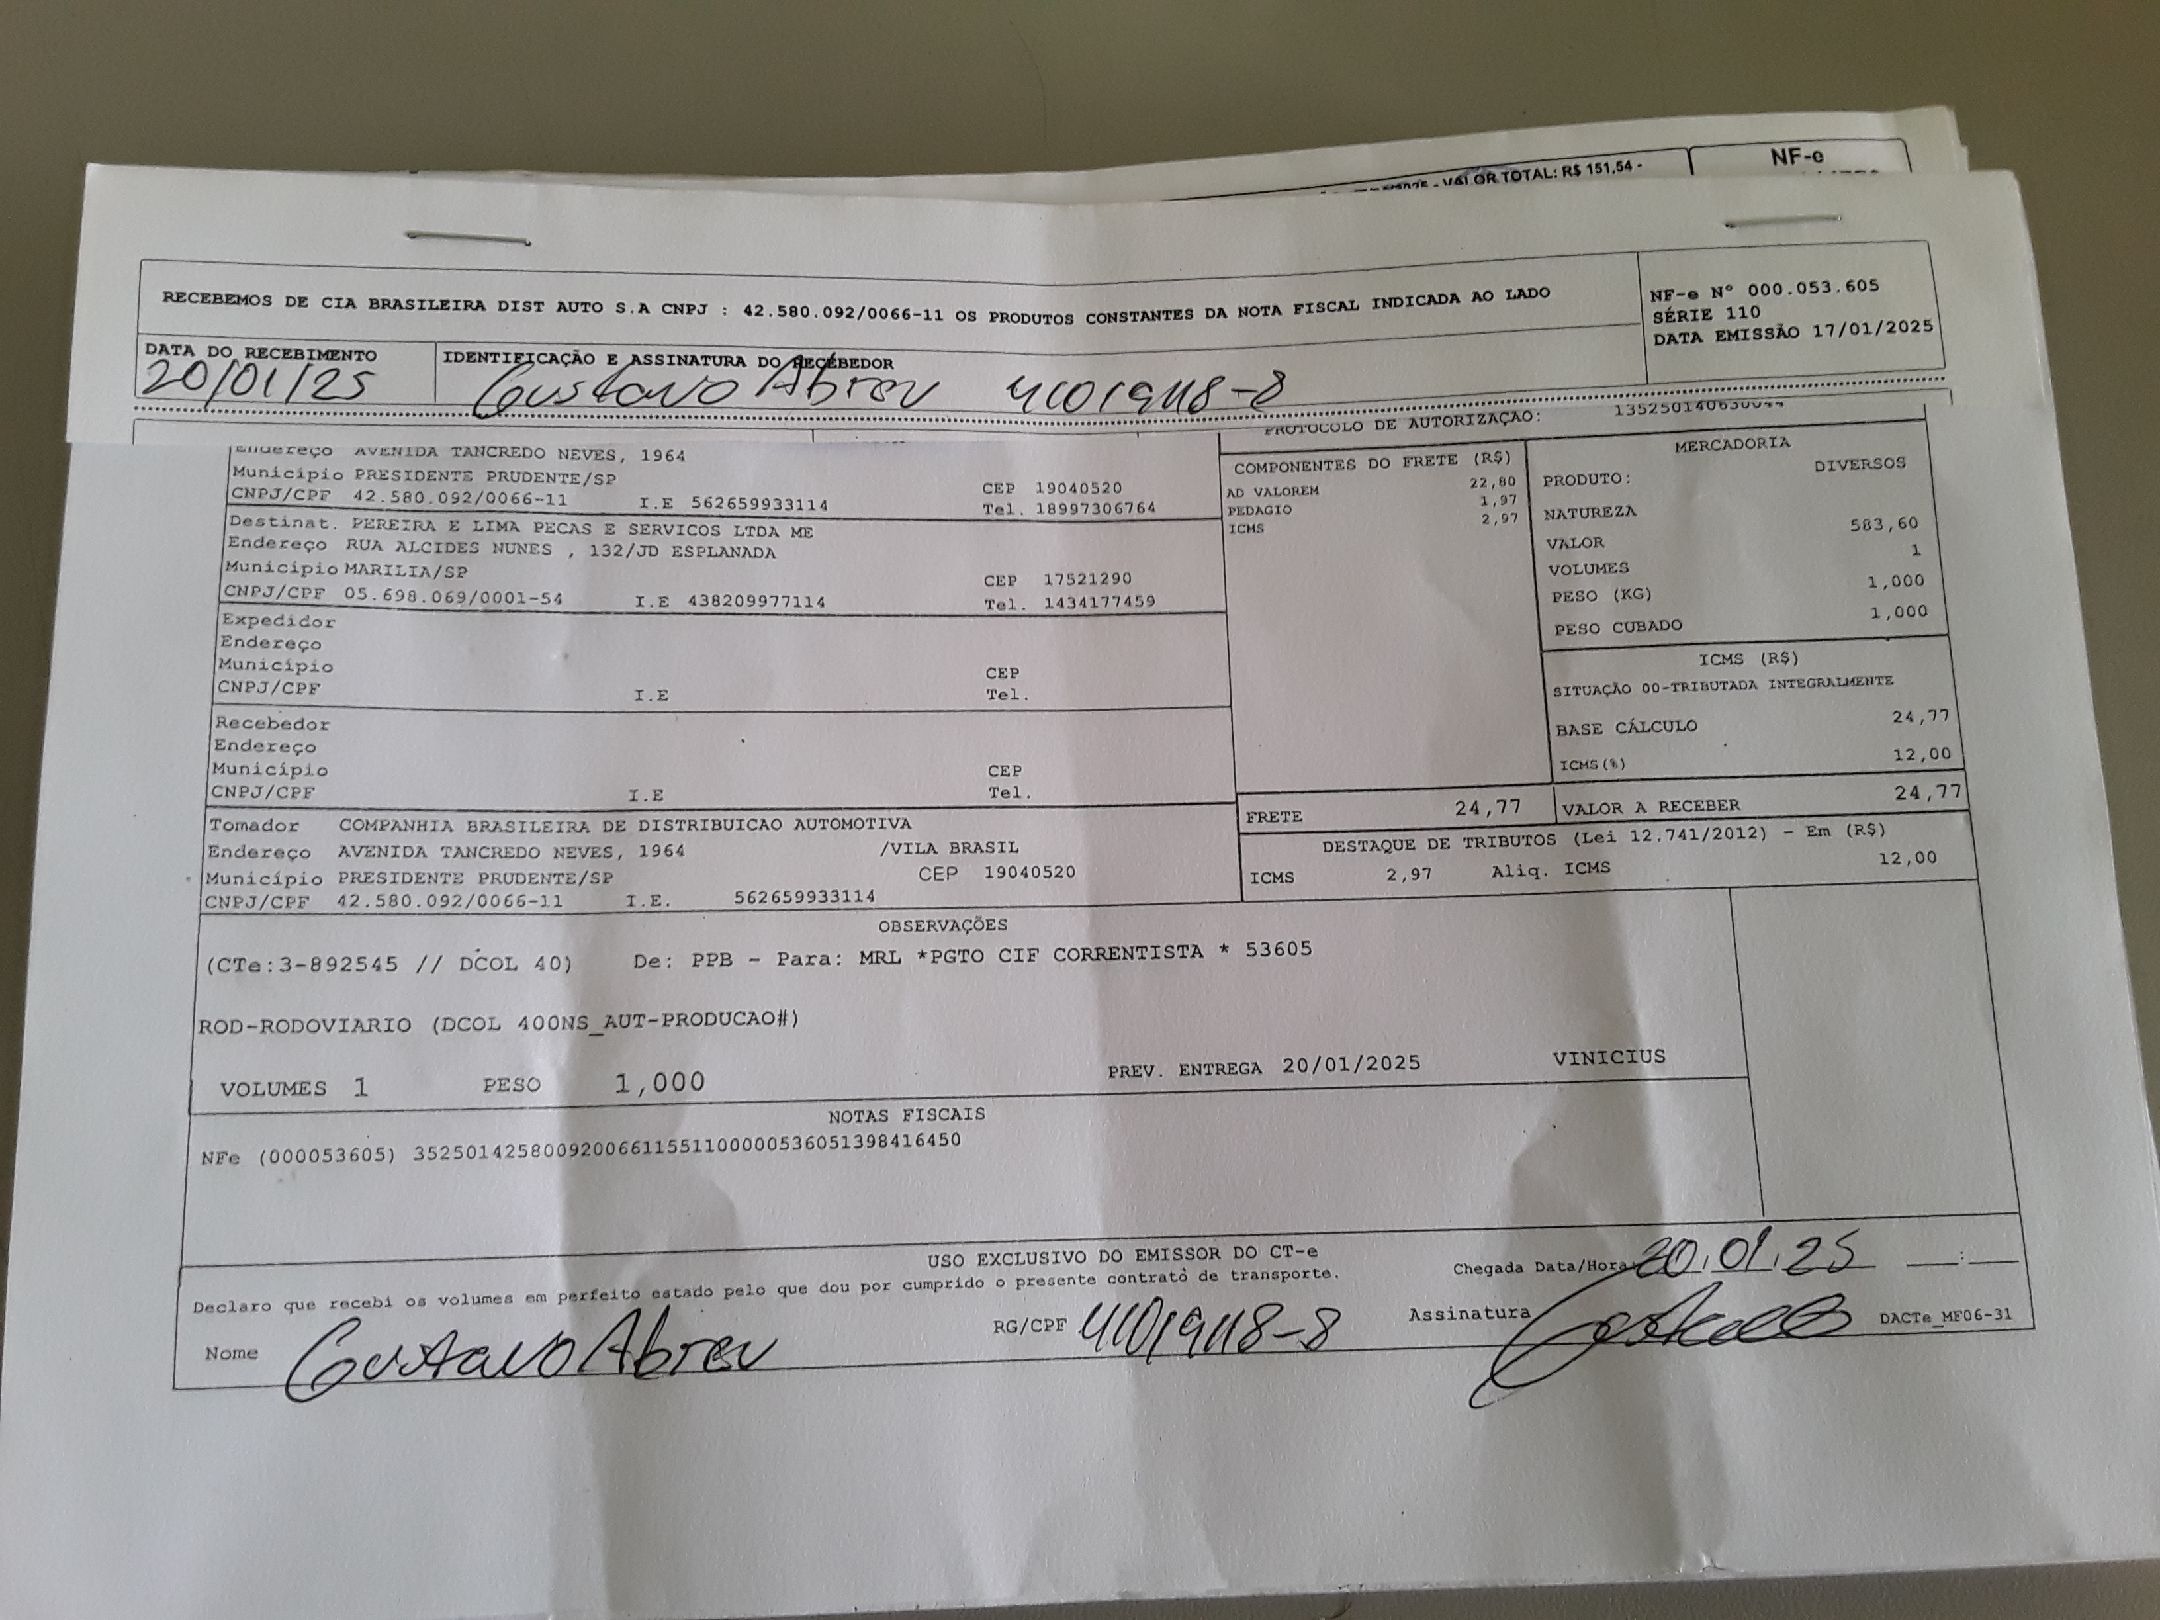 VALOR TOTAL: R$ 151,54 -
NF-e
RECEBEMOS DE CIA BRASILEIRA DIST AUTO S.A CNPJ : 42.580.092/0066-11 OS PRODUTOS CONSTANTES DA NOTA FISCAL INDICADA AO LADO
NF-e Nº 000.053.605
SÉRIE 110
DATA EMISSÃO 17/01/2025
DATA DO RECEBIMENTO
20/01/25
IDENTIFICAÇÃO E ASSINATURA DO RECEBEDOR
Gustavo Abreu
PROTOCOLO DE AUTORIZAÇÃO: 135250140630044
Endereço AVENIDA TANCREDO NEVES, 1964
Município PRESIDENTE PRUDENTE/SP CEP 19040520
CNPJ/CPF 42.580.092/0066-11 I.E 562659933114 Tel. 18997306764
Destinat. PEREIRA E LIMA PECAS E SERVICOS LTDA ME
Endereço RUA ALCIDES NUNES , 132/JD ESPLANADA
Município MARILIA/SP CEP 17521290
CNPJ/CPF 05.698.069/0001-54 I.E 438209977114 Tel. 1434177459
Expedidor
Endereço
Município CEP
CNPJ/CPF I.E Tel.
Recebedor
Endereço
Município CEP
CNPJ/CPF I.E Tel.
Tomador COMPANHIA BRASILEIRA DE DISTRIBUICAO AUTOMOTIVA
Endereço AVENIDA TANCREDO NEVES, 1964 /VILA BRASIL
Município PRESIDENTE PRUDENTE/SP CEP 19040520
CNPJ/CPF 42.580.092/0066-11 I.E. 562659933114
COMPONENTES DO FRETE (R$)
AD VALOREM 22,80
PEDAGIO 1,97
ICMS 2,97
MERCADORIA
PRODUTO: DIVERSOS
NATUREZA
VALOR 583,60
VOLUMES 1
PESO (KG) 1,000
PESO CUBADO 1,000
ICMS (R$)
SITUAÇÃO 00-TRIBUTADA INTEGRALMENTE
BASE CÁLCULO 24,77
ICMS(%) 12,00
FRETE 24,77 VALOR A RECEBER 24,77
DESTAQUE DE TRIBUTOS (Lei 12.741/2012) - Em (R$)
ICMS 2,97 Aliq. ICMS 12,00
OBSERVAÇÕES
(CTe:3-892545 // DCOL 40) De: PPB - Para: MRL *PGTO CIF CORRENTISTA * 53605
ROD-RODOVIARIO (DCOL 400NS_AUT-PRODUCAO#)
VOLUMES 1 PESO 1,000 PREV. ENTREGA 20/01/2025 VINICIUS
NOTAS FISCAIS
NFe (000053605) 35250142580092006611551100000536051398416450
USO EXCLUSIVO DO EMISSOR DO CT-e
Declaro que recebi os volumes em perfeito estado pelo que dou por cumprido o presente contrato de transporte.
Chegada Data/Hora: 20.01.25 :
Nome Gustavo Abreu RG/CPF Assinatura DACTe_MF06-31